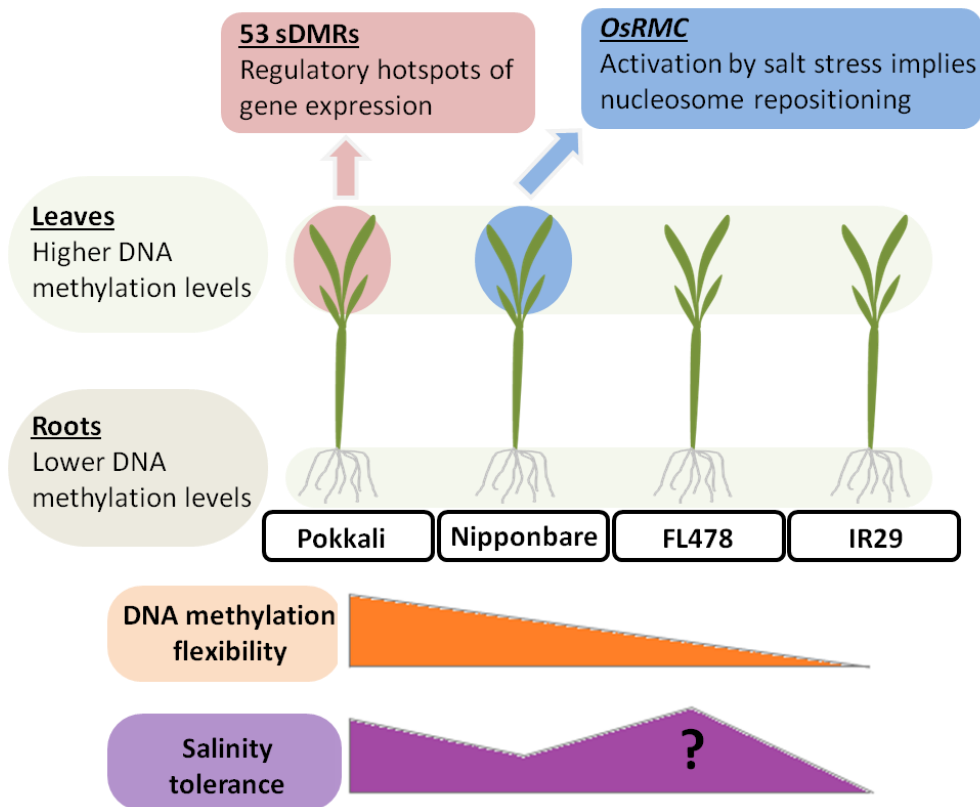 53 sDMRs
Regulatory hotspots of
gene expression
OsRMC
Activation by salt stress implies
nucleosome repositioning
Leaves
Higher DNA
methylation levels
Roots
Lower DNA
methylation levels
Pokkali
Nipponbare
FL478
IR29
DNA methylation
flexibility
Salinity
tolerance
?